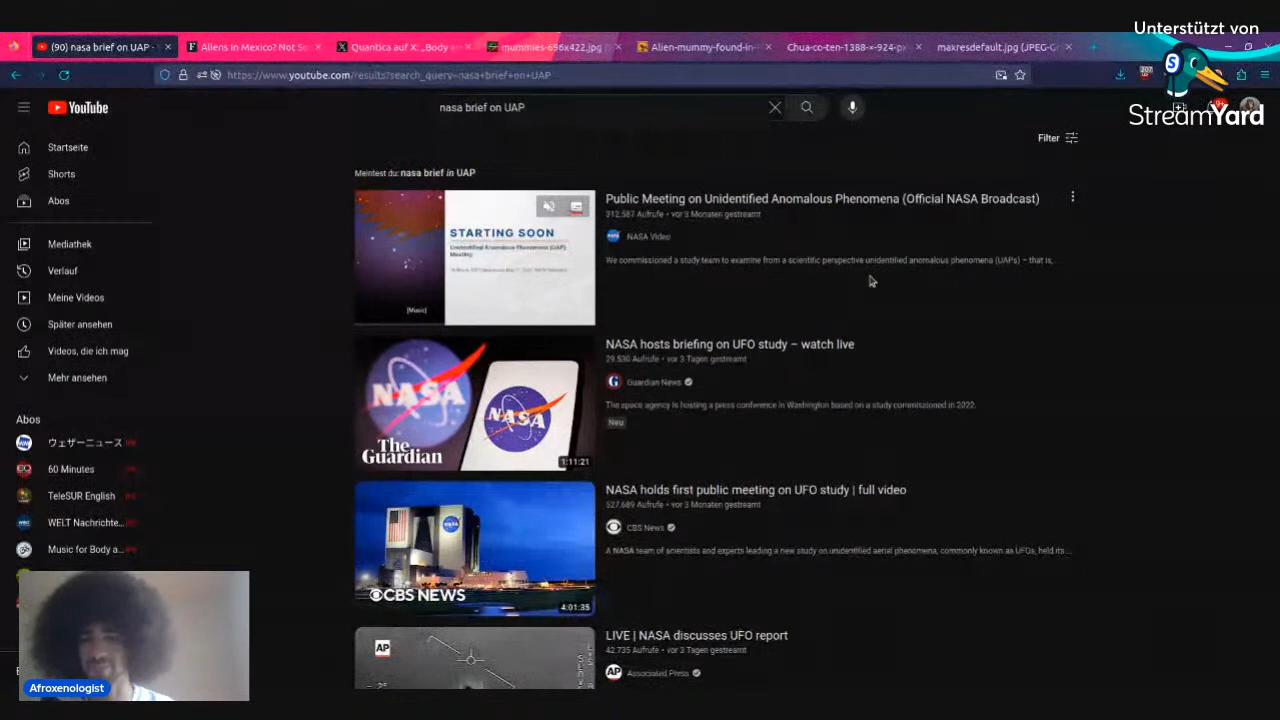 Unterstützt von
StreamYard
(90) nasa brief on UAP -
Aliens In Mexico? Not So
Quantica auf X: „Body
mummies-696x422.jpg
Alien-mummy-found-in-
Chua-co-ten-1388-×-924-px
maxresdefault.jpg (JPEG-G
https://www.youtube.com/results?search_query=nasa+brief+on+UAP
207
YouTube
nasa brief on UAP
Filter
Startseite
Shorts
Abos
Mediathek
Verlauf
Meine Videos
Später ansehen
Videos, die ich mag
Mehr ansehen
Abos
ウェザーニュース
60 Minutes
TeleSUR English
WELT Nachrichte...
Music for Body a...
Meintest du: nasa brief in UAP
STARTING SOON
Unidentified Anomalous Phenomena (UAP)
Meeting
[Music]
Public Meeting on Unidentified Anomalous Phenomena (Official NASA Broadcast)
312.587 Aufrufe • vor 3 Monaten gestreamt
NASA Video
We commissioned a study team to examine from a scientific perspective unidentified anomalous phenomena (UAPs) – that is,...
NASA
NASA
The
Guardian
1:11:21
NASA hosts briefing on UFO study – watch live
29.530 Aufrufe • vor 3 Tagen gestreamt
Guardian News
The space agency is hosting a press conference in Washington based on a study commissioned in 2022.
Neu
CBS NEWS
4:01:35
NASA holds first public meeting on UFO study | full video
527.689 Aufrufe • vor 3 Monaten gestreamt
CBS News
A NASA team of scientists and experts leading a new study on unidentified aerial phenomena, commonly known as UFOs, held its...
AP
LIVE | NASA discusses UFO report
42.735 Aufrufe • vor 3 Tagen gestreamt
AP
Associated Press
Afroxenologist